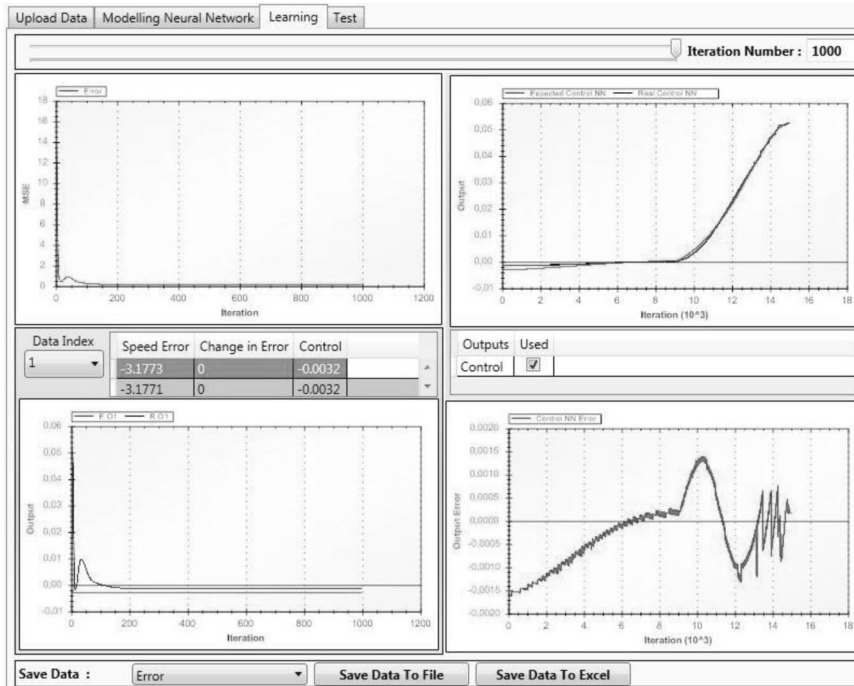 Upload Data Modelling Neural Network Learning Test
Iteration Number : 1000
Error
18
16
14
12
10
8
6
4
2
0
MSE
0 200 400 600 800 1000 1200
Iteration
Expected Control NN Real Control NN
0,06
0,05
0,04
0,03
0,02
0,01
0,00
-0,01
Output
0 2 4 6 8 10 12 14 16 18
Iteration (10^3)
Data Index
1
Speed Error Change in Error Control
-3.1773 0 -0.0032
-3.1771 0 -0.0032
Outputs Used
Control
E.O1 R.O1
0,06
0,05
0,04
0,03
0,02
0,01
0,00
-0,01
Output
0 200 400 600 800 1000 1200
Iteration
Control NN Error
0,0020
0,0015
0,0010
0,0005
0,0000
-0,0005
-0,0010
-0,0015
-0,0020
Output Error
0 2 4 6 8 10 12 14 16 18
Iteration (10^3)
Save Data : Error Save Data To File Save Data To Excel